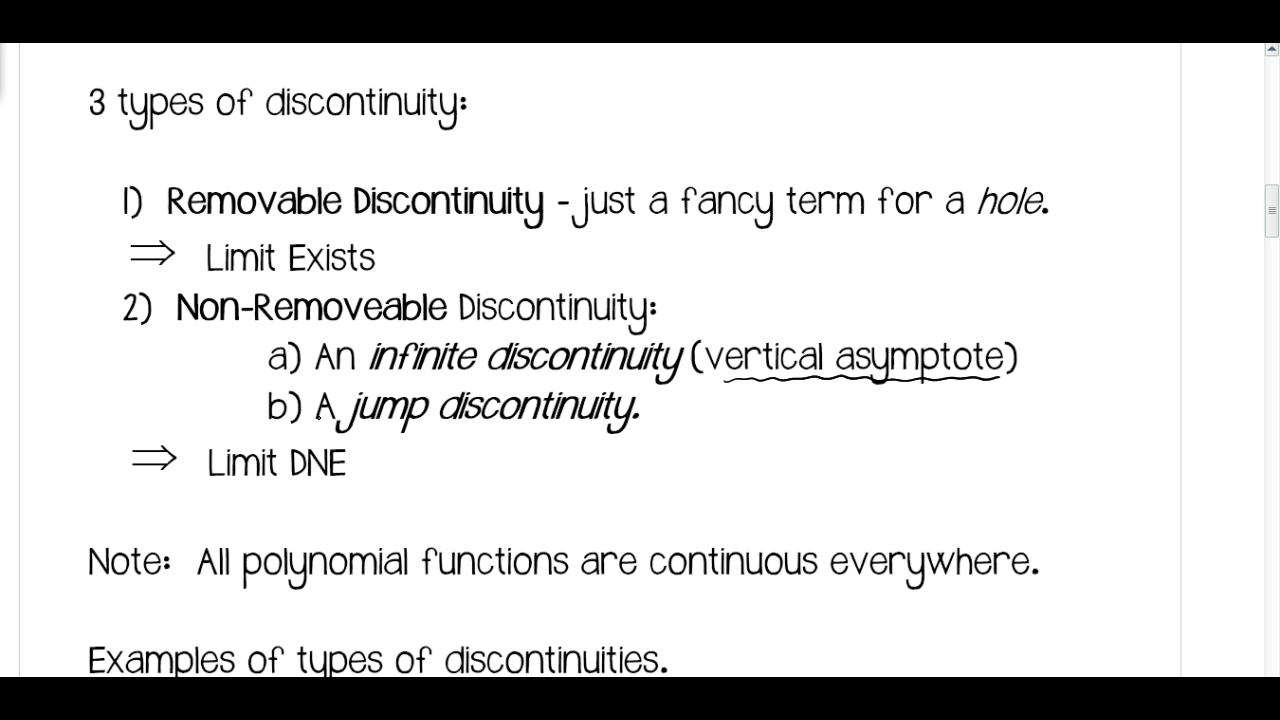 3 types of discontinuity:
1) Removable Discontinuity - just a fancy term for a hole.
⇒ Limit Exists
2) Non-Removeable Discontinuity:
a) An infinite discontinuity (vertical asymptote)
b) A jump discontinuity.
⇒ Limit DNE
Note: All polynomial functions are continuous everywhere.
Examples of types of discontinuities.